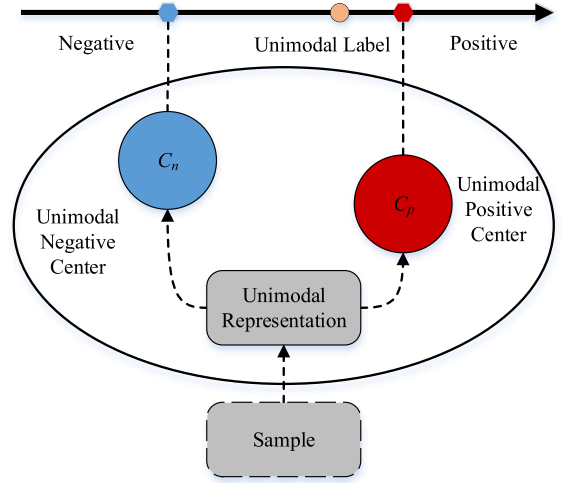 Negative
Unimodal Label
Positive
Cn
Cp
Unimodal
Negative
Center
Unimodal
Positive
Center
Unimodal
Representation
Sample